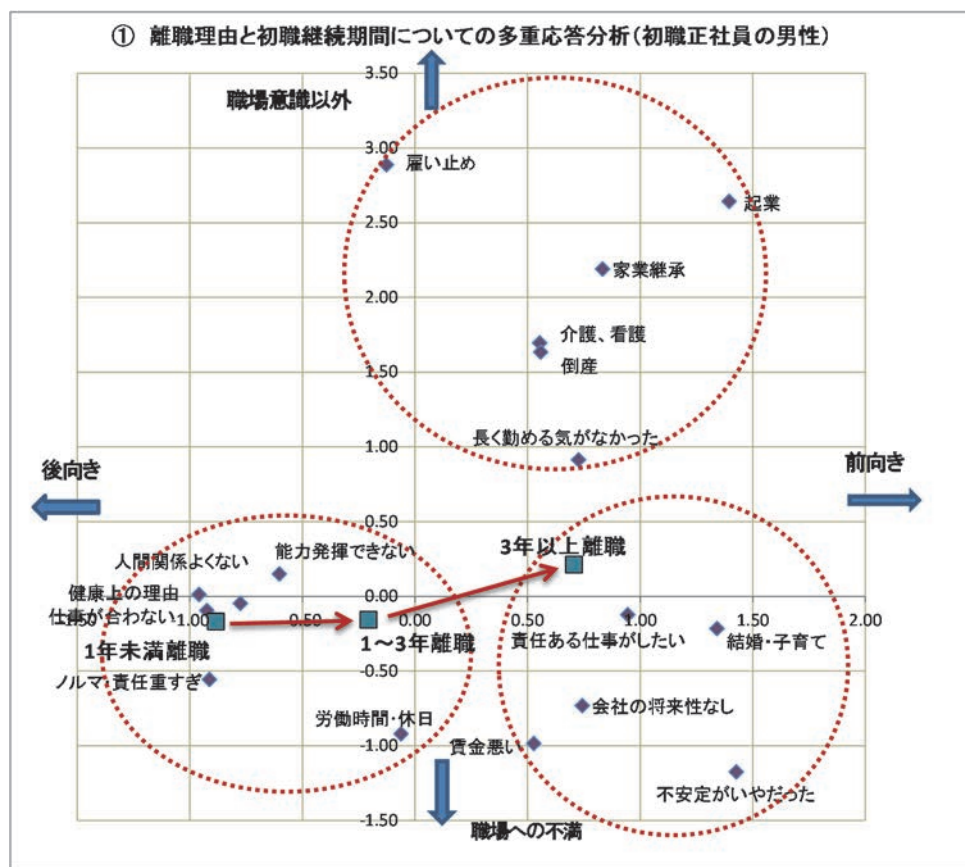 ① 離職理由と初職継続期間についての多重応答分析(初職正社員の男性)
3.50
職場意識以外
3.00
雇い止め
2.50
起業
2.00
家業継承
介護、看護
1.50
倒産
1.00
長く勤める気がなかった
後向き
前向き
0.50
人間関係よくない
能力発揮できない
3年以上離職
健康上の理由
0.00
仕事が合わない
1.50
1.00
0.50
0.00
0.50
1.00
1.50
2.00
1年未満離職
1~3年離職
責任ある仕事がしたい
結婚・子育て
-0.50
ノルマ・責任重すぎ
労働時間・休日
会社の将来性なし
-1.00
賃金悪い
不安定がいやだった
-1.50
職場への不満